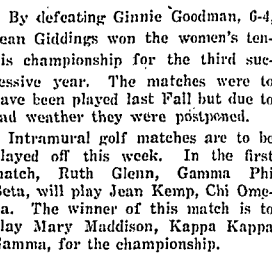 By defeating Ginnie Goodman, 6-4,
ean Giddings won the women's ten-
is championship for the third suc-
essive year. The matches were to
ave been played last Fall but due to
ad weather they were postponed.
Intramural golf matches are to be
layed off this week. In the first
natch, Ruth Glenn, Gamma Phi
Beta, will play Jean Kemp, Chi Ome-
a. The winner of this match is to
lay Mary Maddison, Kappa Kappa
Gamma, for the championship.